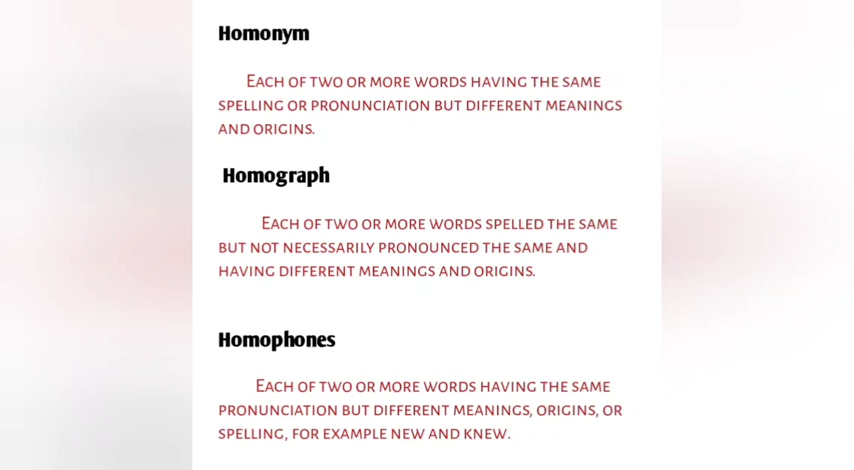 Homonym
Each of two or more words having the same
spelling or pronunciation but different meanings
and origins.
Homograph
Each of two or more words spelled the same
but not necessarily pronounced the same and
having different meanings and origins.
Homophones
Each of two or more words having the same
pronunciation but different meanings, origins, or
spelling, for example new and knew.